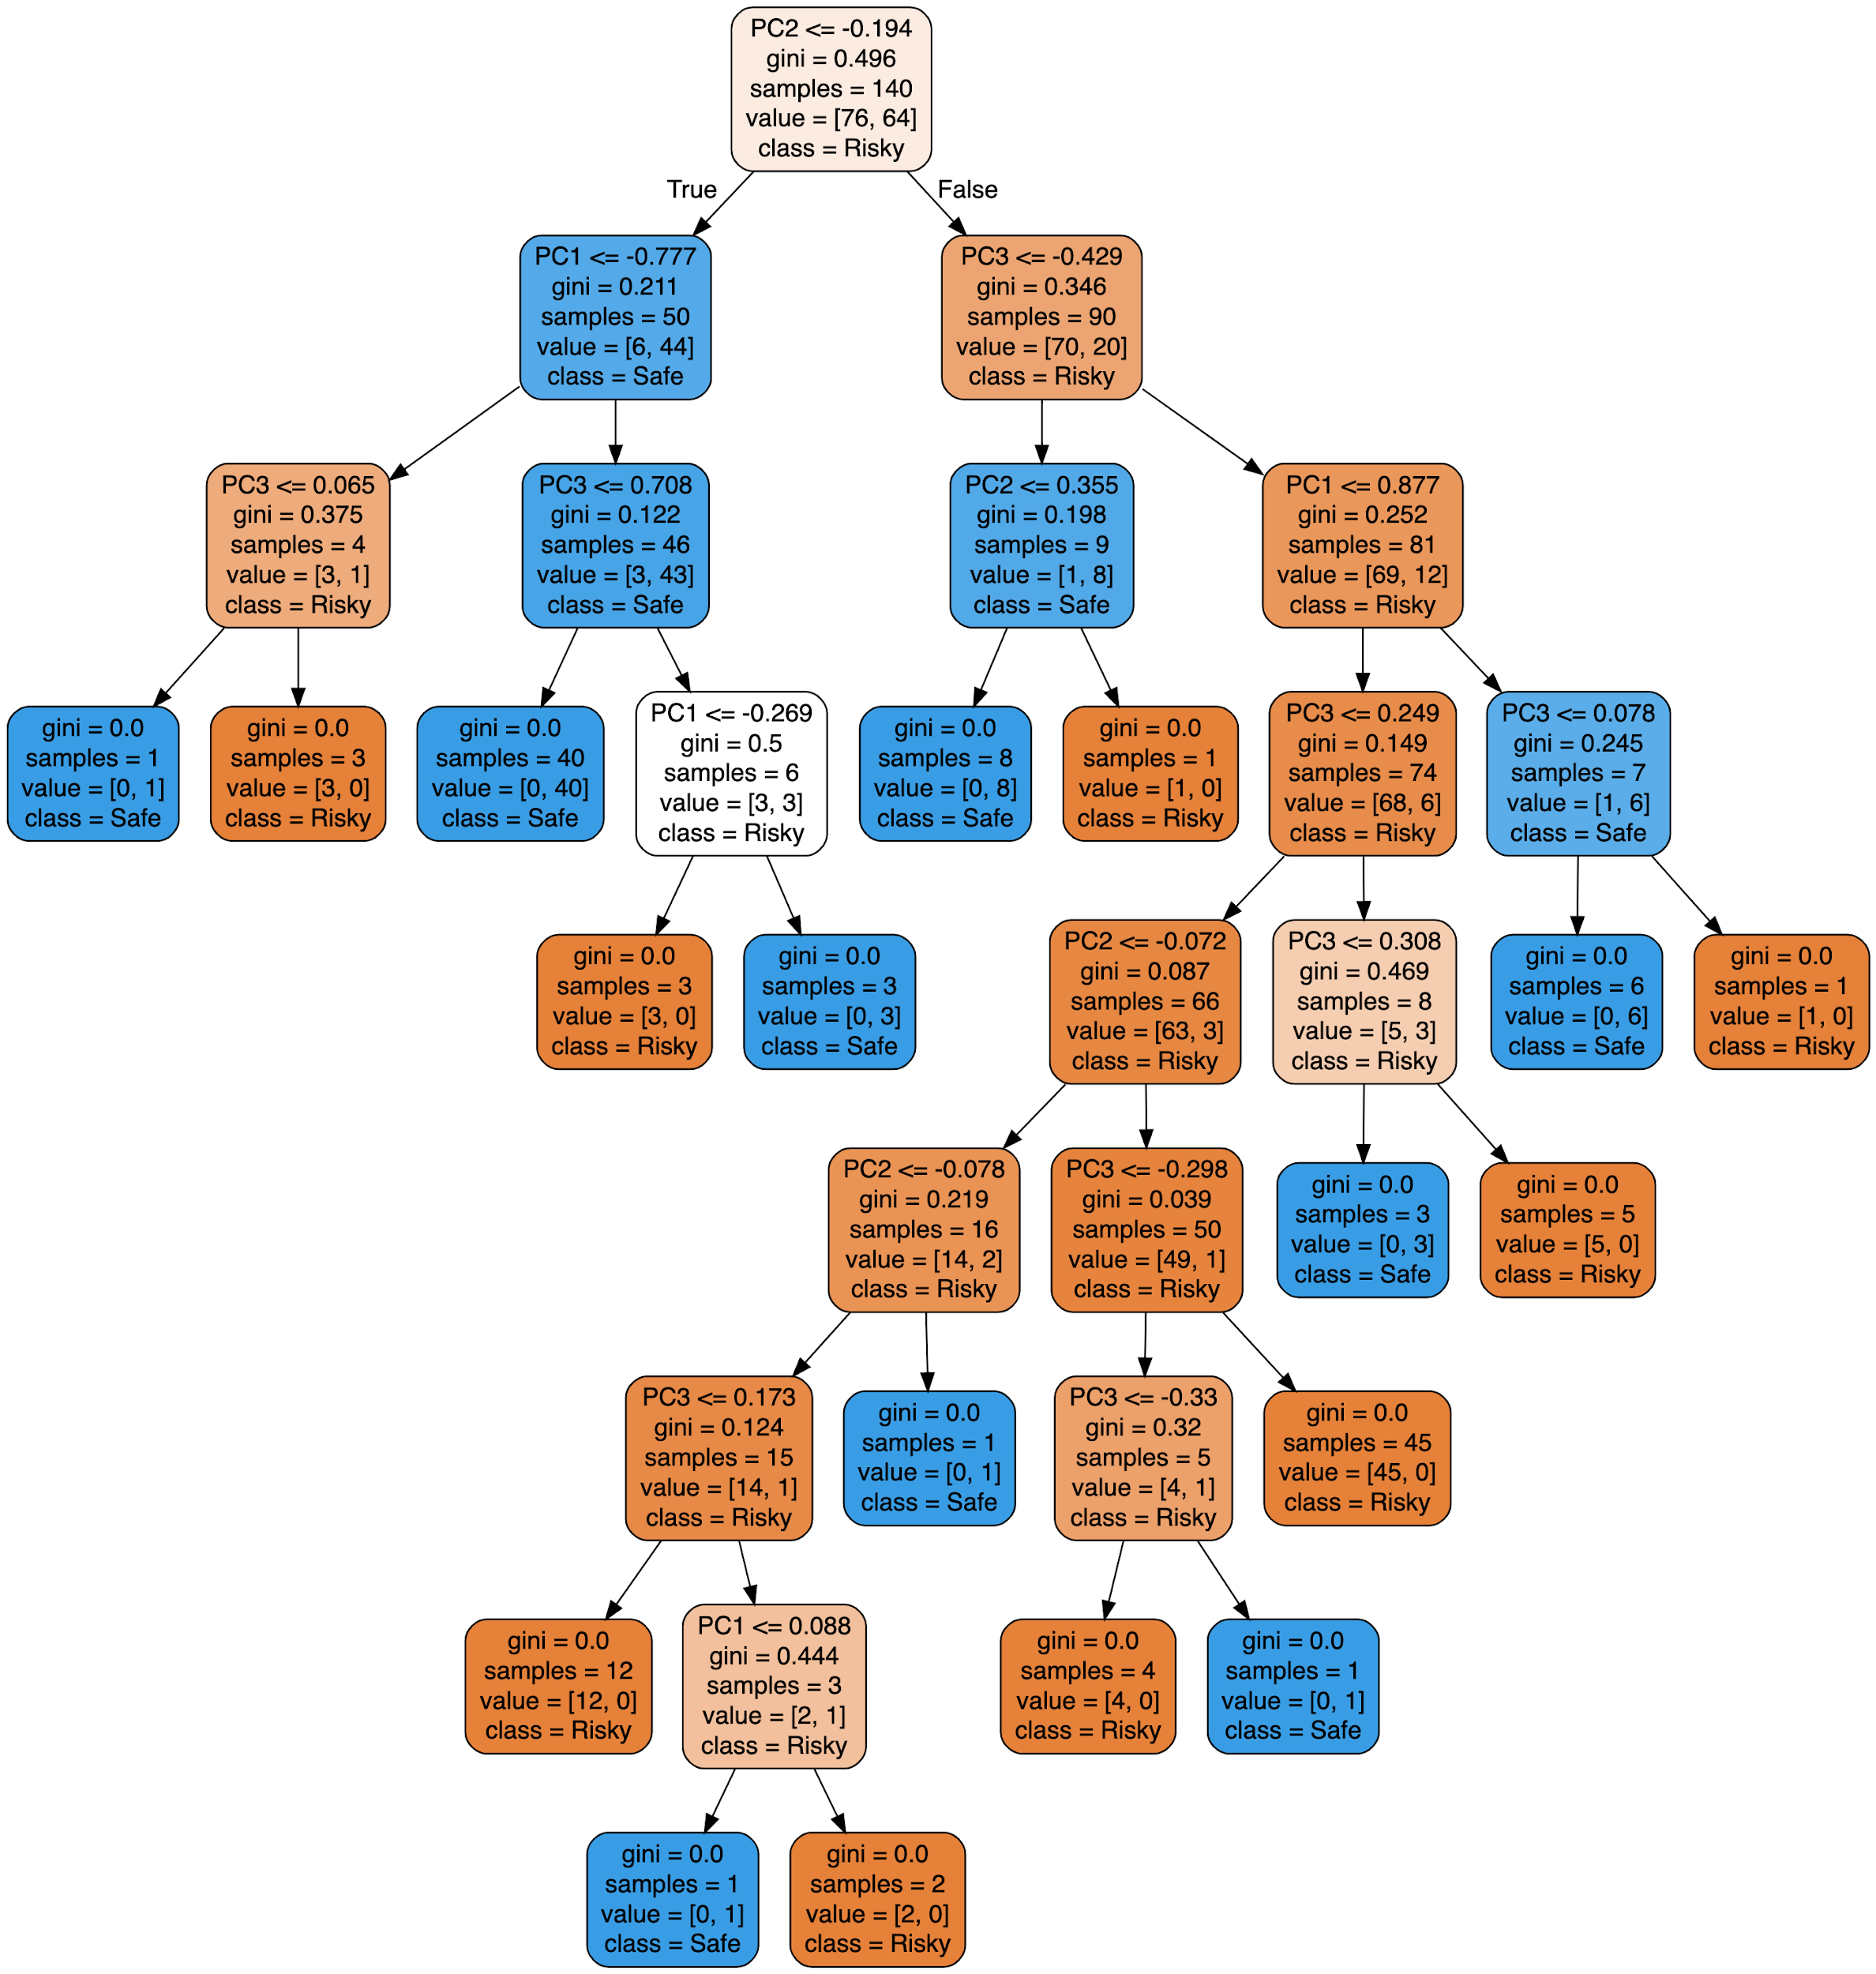 PC2 <= -0.194
gini = 0.496
samples = 140
value = [76, 64]
class = Risky
True
False
PC1 <= -0.777
gini = 0.211
samples = 50
value = [6, 44]
class = Safe
PC3 <= -0.429
gini = 0.346
samples = 90
value = [70, 20]
class = Risky
PC3 <= 0.065
gini = 0.375
samples = 4
value = [3, 1]
class = Risky
PC3 <= 0.708
gini = 0.122
samples = 46
value = [3, 43]
class = Safe
PC2 <= 0.355
gini = 0.198
samples = 9
value = [1, 8]
class = Safe
PC1 <= 0.877
gini = 0.252
samples = 81
value = [69, 12]
class = Risky
gini = 0.0
samples = 1
value = [0, 1]
class = Safe
gini = 0.0
samples = 3
value = [3, 0]
class = Risky
gini = 0.0
samples = 40
value = [0, 40]
class = Safe
PC1 <= -0.269
gini = 0.5
samples = 6
value = [3, 3]
class = Risky
gini = 0.0
samples = 8
value = [0, 8]
class = Safe
gini = 0.0
samples = 1
value = [1, 0]
class = Risky
PC3 <= 0.249
gini = 0.149
samples = 74
value = [68, 6]
class = Risky
PC3 <= 0.078
gini = 0.245
samples = 7
value = [1, 6]
class = Safe
gini = 0.0
samples = 3
value = [3, 0]
class = Risky
gini = 0.0
samples = 3
value = [0, 3]
class = Safe
PC2 <= -0.072
gini = 0.087
samples = 66
value = [63, 3]
class = Risky
PC3 <= 0.308
gini = 0.469
samples = 8
value = [5, 3]
class = Risky
gini = 0.0
samples = 6
value = [0, 6]
class = Safe
gini = 0.0
samples = 1
value = [1, 0]
class = Risky
PC2 <= -0.078
gini = 0.219
samples = 16
value = [14, 2]
class = Risky
PC3 <= -0.298
gini = 0.039
samples = 50
value = [49, 1]
class = Risky
gini = 0.0
samples = 3
value = [0, 3]
class = Safe
gini = 0.0
samples = 5
value = [5, 0]
class = Risky
PC3 <= 0.173
gini = 0.124
samples = 15
value = [14, 1]
class = Risky
gini = 0.0
samples = 1
value = [0, 1]
class = Safe
PC3 <= -0.33
gini = 0.32
samples = 5
value = [4, 1]
class = Risky
gini = 0.0
samples = 45
value = [45, 0]
class = Risky
gini = 0.0
samples = 12
value = [12, 0]
class = Risky
PC1 <= 0.088
gini = 0.444
samples = 3
value = [2, 1]
class = Risky
gini = 0.0
samples = 4
value = [4, 0]
class = Risky
gini = 0.0
samples = 1
value = [0, 1]
class = Safe
gini = 0.0
samples = 1
value = [0, 1]
class = Safe
gini = 0.0
samples = 2
value = [2, 0]
class = Risky